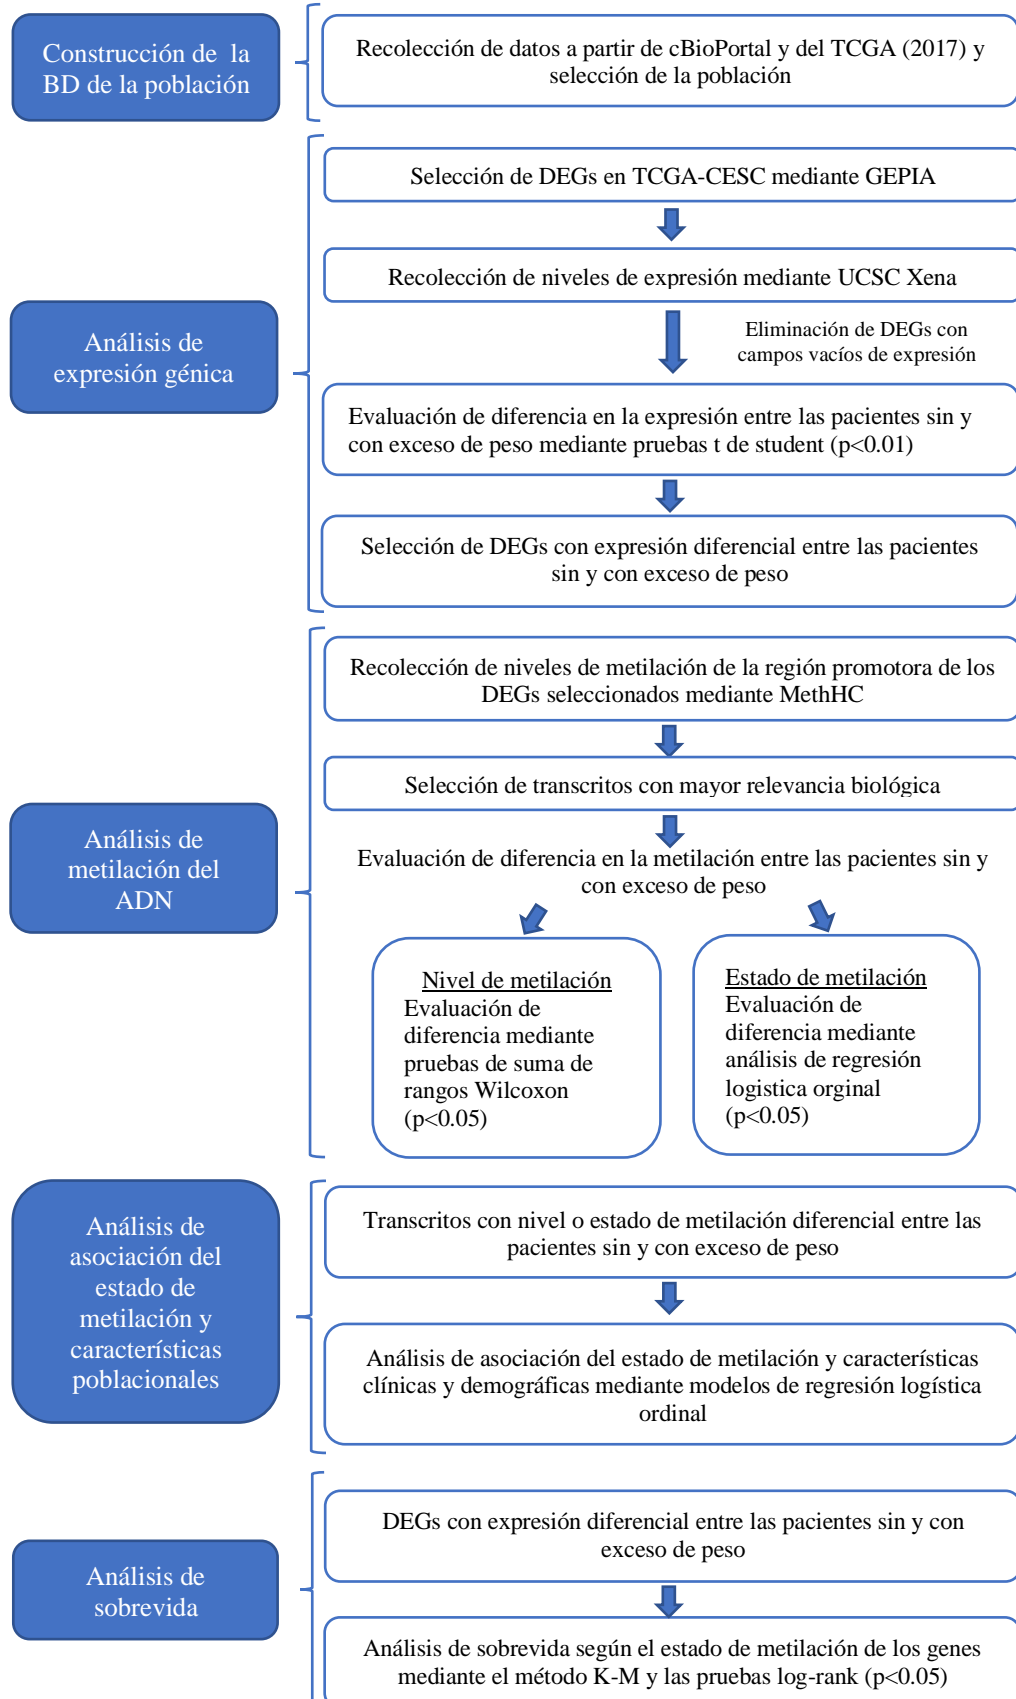 Construcción de la
BD de la población
Recolección de datos a partir de cBioPortal y del TCGA (2017) y
selección de la población
Análisis de
expresión génica
Selección de DEGs en TCGA-CESC mediante GEPIA
Recolección de niveles de expresión mediante UCSC Xena
Eliminación de DEGs con
campos vacíos de expresión
Evaluación de diferencia en la expresión entre las pacientes sin y
con exceso de peso mediante pruebas t de student (p<0.01)
Selección de DEGs con expresión diferencial entre las pacientes
sin y con exceso de peso
Análisis de
metilación del
ADN
Recolección de niveles de metilación de la región promotora de los
DEGs seleccionados mediante MethHC
Selección de transcritos con mayor relevancia biológica
Evaluación de diferencia en la metilación entre las pacientes sin y
con exceso de peso
Nivel de metilación
Evaluación de
diferencia mediante
pruebas de suma de
rangos Wilcoxon
(p<0.05)
Estado de metilación
Evaluación de
diferencia mediante
análisis de regresión
logistica orginal
(p<0.05)
Análisis de
asociación del
estado de
metilación y
características
poblacionales
Transcritos con nivel o estado de metilación diferencial entre las
pacientes sin y con exceso de peso
Análisis de asociación del estado de metilación y características
clínicas y demográficas mediante modelos de regresión logística
ordinal
Análisis de
sobrevida
DEGs con expresión diferencial entre las pacientes sin y con
exceso de peso
Análisis de sobrevida según el estado de metilación de los genes
mediante el método K-M y las pruebas log-rank (p<0.05)